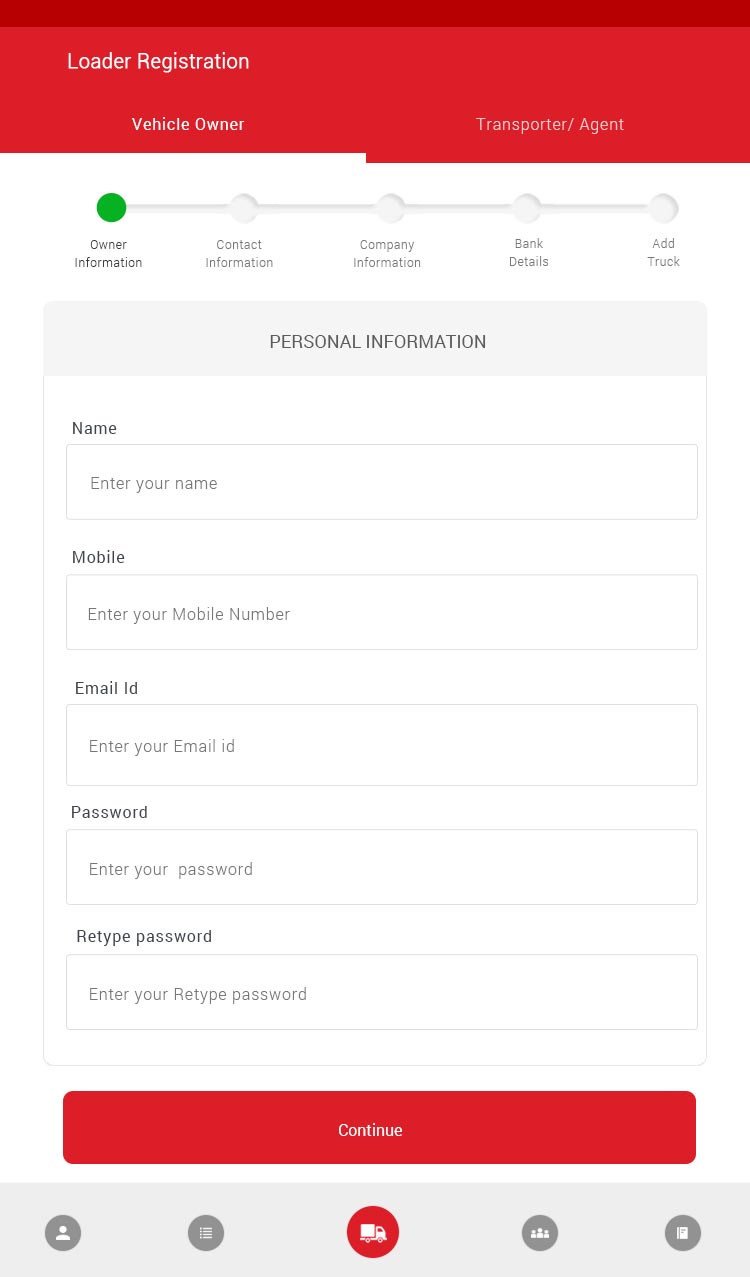 Loader Registration
Vehicle Owner
Transporter/ Agent
Owner
Information
Contact
Information
Company
Information
Bank
Details
Add
Truck
PERSONAL INFORMATION
Name
Enter your name
Mobile
Enter your Mobile Number
Email Id
Enter your Email id
Password
Enter your  password
Retype password
Enter your Retype password
Continue